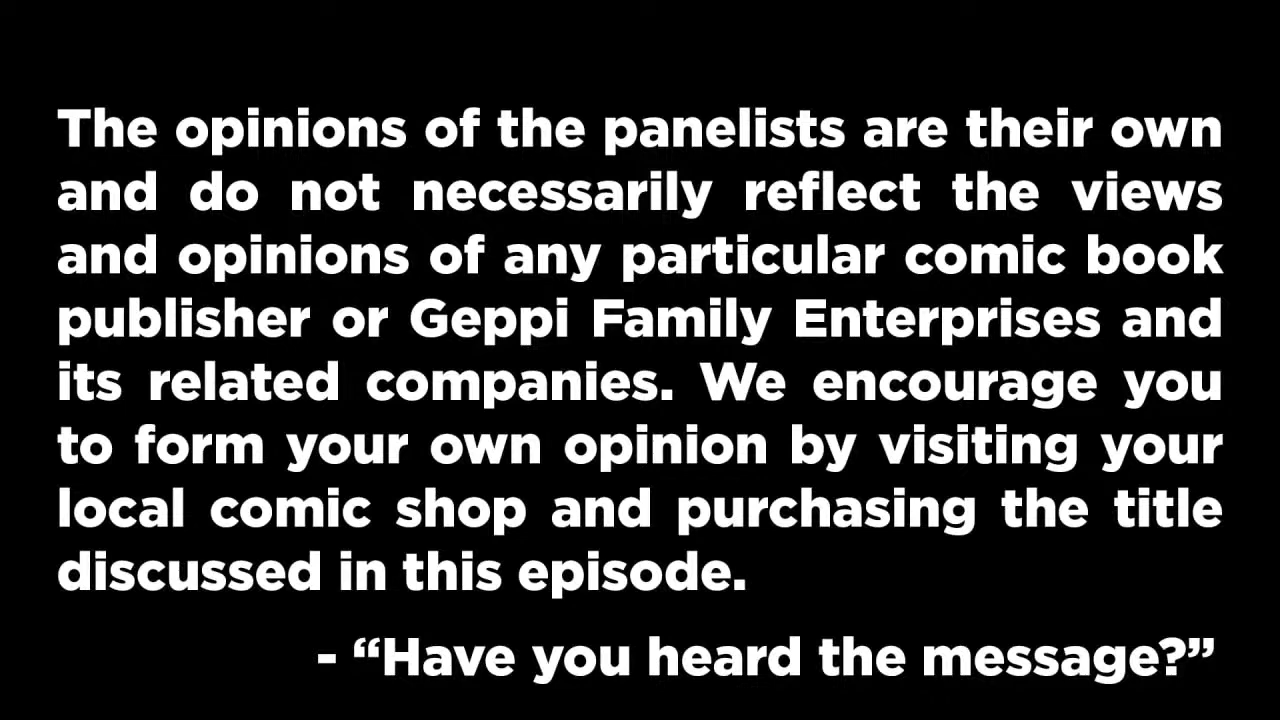 The opinions of the panelists are their own
and do not necessarily reflect the views
and opinions of any particular comic book
publisher or Geppi Family Enterprises and
its related companies. We encourage you
to form your own opinion by visiting your
local comic shop and purchasing the title
discussed in this episode.
- “Have you heard the message?”